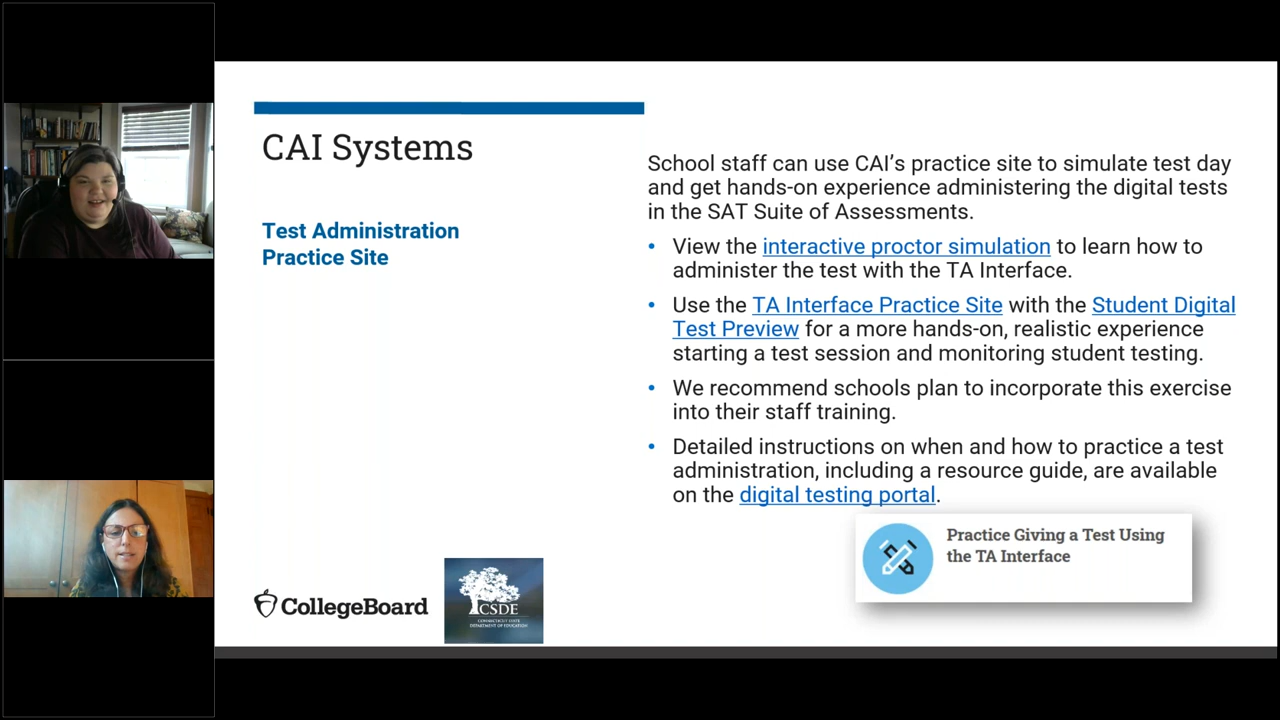 CAI Systems
Test Administration
Practice Site
School staff can use CAI’s practice site to simulate test day
and get hands-on experience administering the digital tests
in the SAT Suite of Assessments.
• View the interactive proctor simulation to learn how to
administer the test with the TA Interface.
• Use the TA Interface Practice Site with the Student Digital
Test Preview for a more hands-on, realistic experience
starting a test session and monitoring student testing.
• We recommend schools plan to incorporate this exercise
into their staff training.
• Detailed instructions on when and how to practice a test
administration, including a resource guide, are available
on the digital testing portal.
Practice Giving a Test Using
the TA Interface
CollegeBoard
CSDE
CONNECTICUT STATE
DEPARTMENT OF EDUCATION